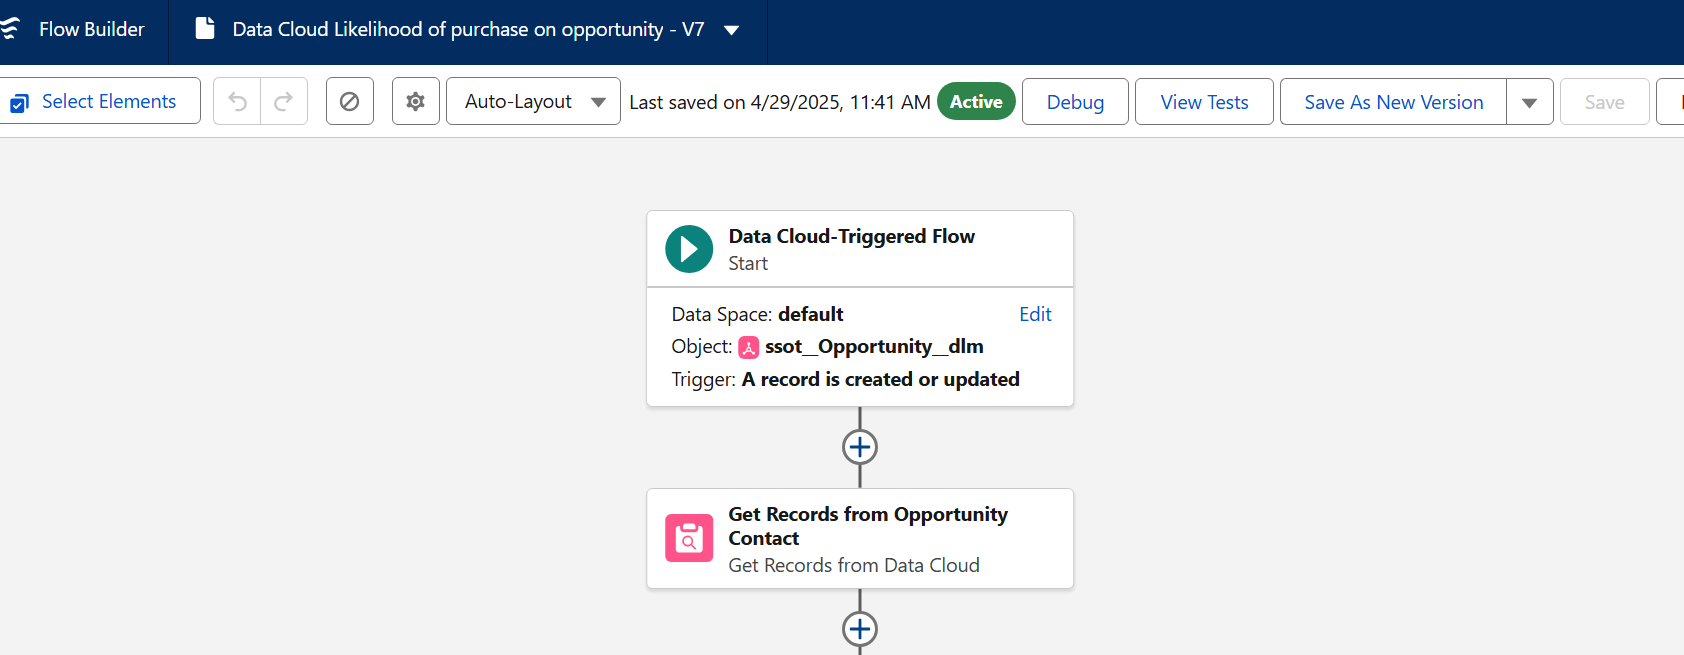 Flow Builder
Data Cloud Likelihood of purchase on opportunity - V7
Select Elements
Auto-Layout
Last saved on 4/29/2025, 11:41 AM
Active
Debug
View Tests
Save As New Version
Save
Data Cloud-Triggered Flow
Start
Data Space: default
Edit
Object: ssot__Opportunity__dlm
Trigger: A record is created or updated
Get Records from Opportunity
Contact
Get Records from Data Cloud